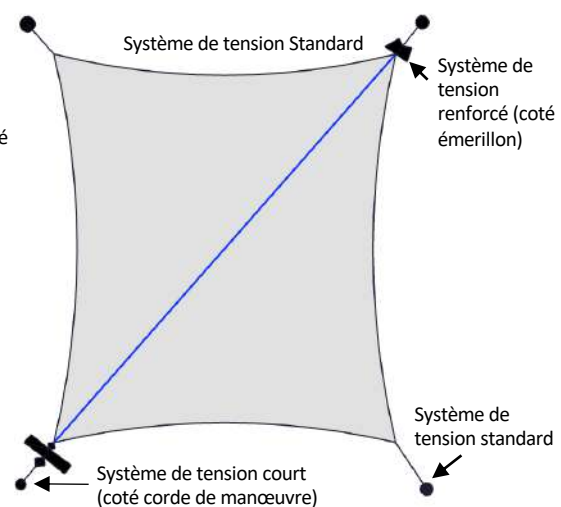 Système de tension Standard
Système de
tension
renforcé (coté
émerillon)
é
Système de
tension standard
Système de tension court
(coté corde de manœuvre)